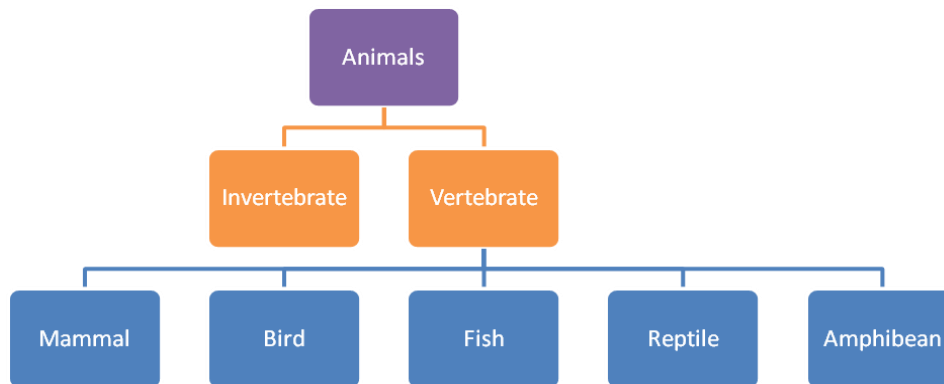 Animals
Invertebrate
Vertebrate
Mammal
Bird
Fish
Reptile
Amphibean